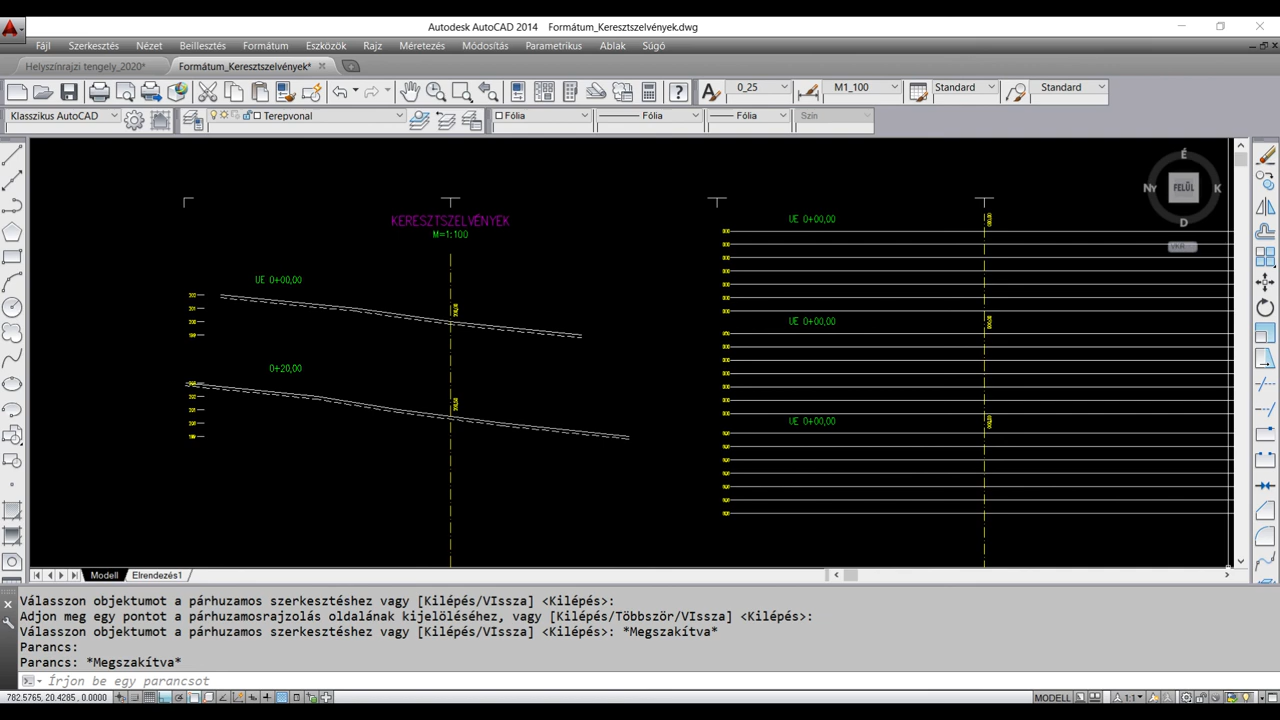 Autodesk AutoCAD 2014 Formátum_Keresztszelvények.dwg
Fájl Szerkesztés Nézet Beillesztés Formátum Eszközök Rajz Méretezés Módosítás Parametrikus Ablak Súgó
Helyszínrajzi tengely_2020* Formátum_Keresztszelvények*
0_25 M1_100 Standard Standard
Klasszikus AutoCAD Terepvonal Fólia Fólia Fólia Szín
É
NY FELÜL K
D
KERESZTSZELVÉNYEK
M=1:100
UE 0+00,00
UE 0+00,00
UE 0+00,00
0+20,00
UE 0+00,00
Modell Elrendezés1
Válasszon objektumot a párhuzamos szerkesztéshez vagy [Kilépés/VIssza] <Kilépés>:
Adjon meg egy pontot a párhuzamosrajzolás oldalának kijelöléséhez, vagy [Kilépés/Többször/VIssza] <Kilépés>:
Válasszon objektumot a párhuzamos szerkesztéshez vagy [Kilépés/VIssza] <Kilépés>: *Megszakítva*
Parancs:
Parancs: *Megszakítva*
Írjon be egy parancsot
782.5765, 20.4285, 0.0000 MODELL 1:1